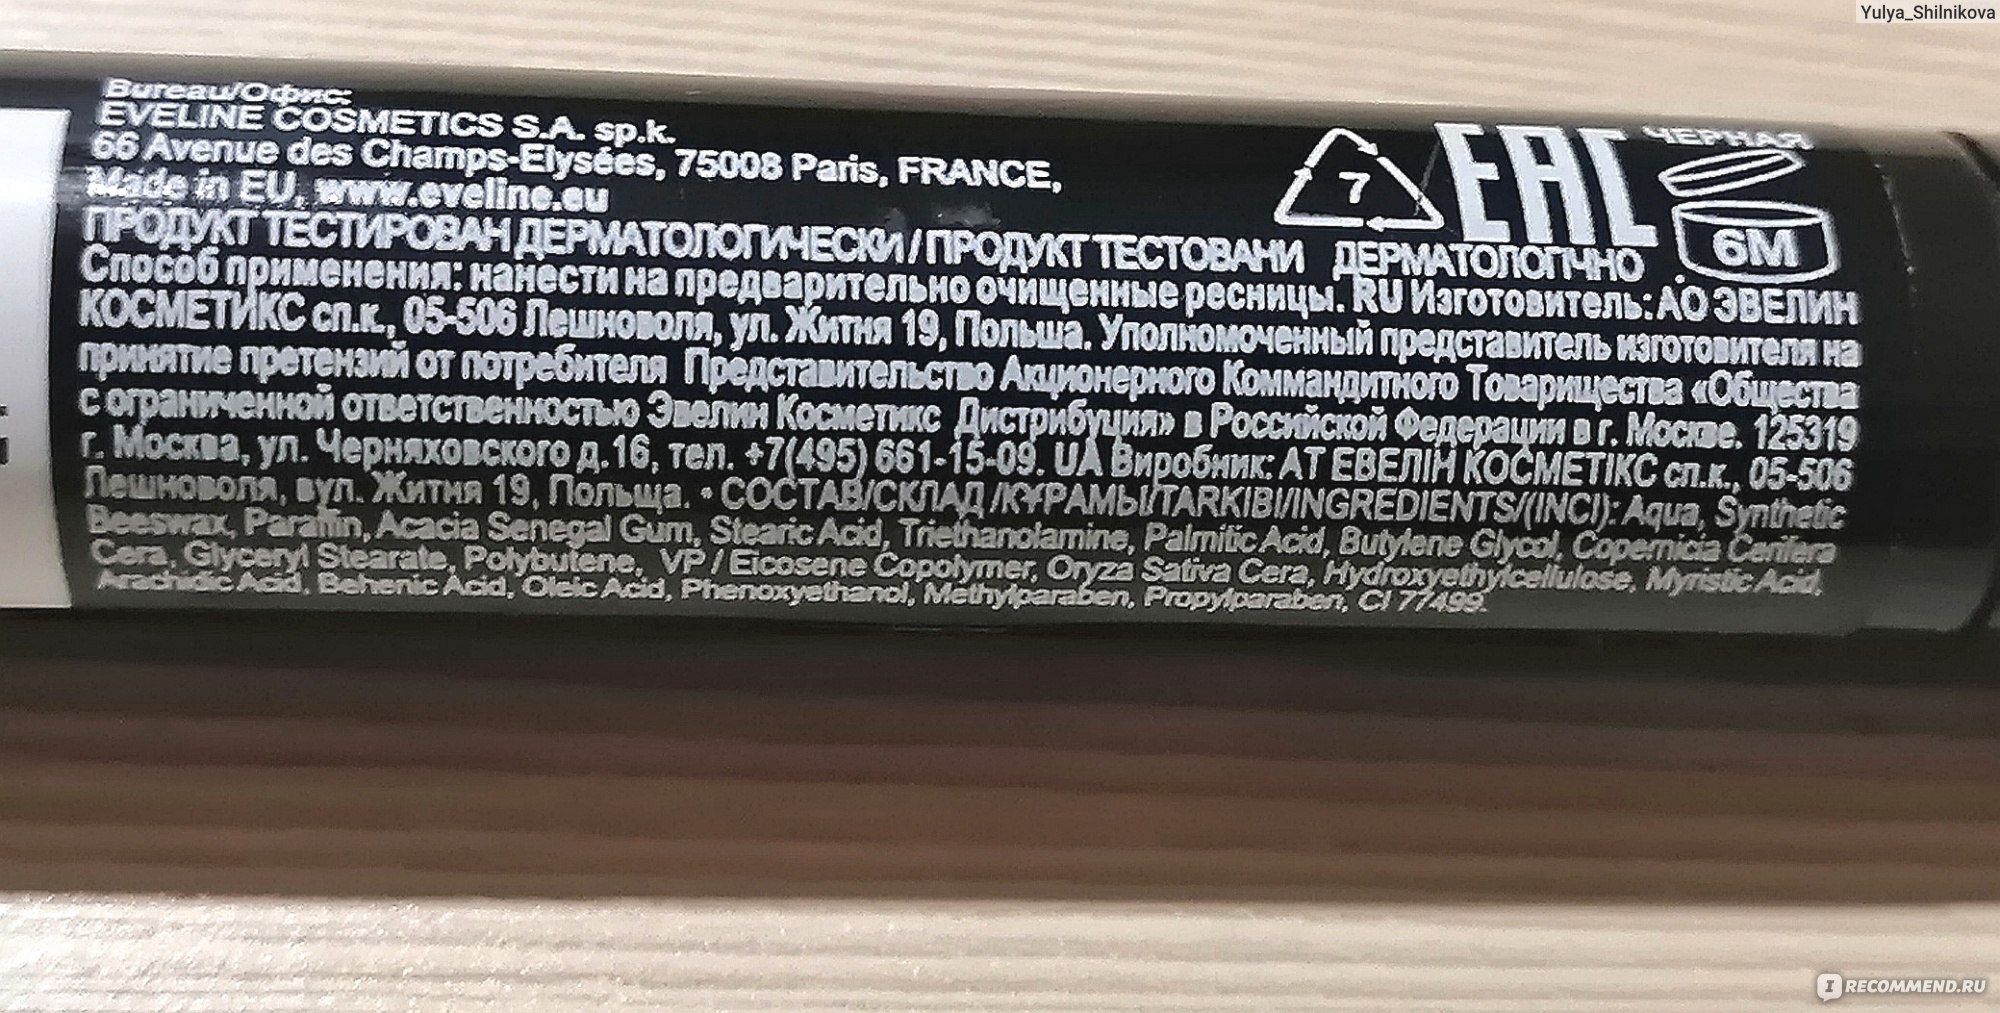 Yulya_Shilnikova
Bureau/Офис:
EVELINE COSMETICS S.A. sp.k.
66 Avenue des Champs-Elysées, 75008 Paris, FRANCE,
Made in EU, www.eveline.eu
7
EAC
ЧЕРНАЯ
6M
ПРОДУКТ ТЕСТИРОВАН ДЕРМАТОЛОГИЧЕСКИ / ПРОДУКТ ТЕСТОВАНИ ДЕРМАТОЛОГІЧНО .
Способ применения: нанести на предварительно очищенные ресницы. RU Изготовитель: АО ЭВЕЛИН
КОСМЕТИКС сп.к., 05-506 Лешноволя, ул. Житня 19, Польша. Уполномоченный представитель изготовителя на
принятие претензий от потребителя Представительство Акционерного Коммандитного Товарищества «Общества
с ограниченной ответственностью Эвелин Косметикс Дистрибуция» в Российской Федерации в г. Москве. 125319
г. Москва, ул. Черняховского д.16, тел. +7(495) 661-15-09. UA Виробник: АТ ЕВЕЛІН КОСМЕТІКС сп.к., 05-506
Лешноволя, вул. Житня 19, Польща. • СОСТАВ/СКЛАД /ҚҰРАМЫ/TARKIBI/INGREDIENTS/(INCI): Aqua, Synthetic
Beeswax, Paraffin, Acacia Senegal Gum, Stearic Acid, Triethanolamine, Palmitic Acid, Butylene Glycol, Copernicia Cerifera
Cera, Glyceryl Stearate, Polybutene, VP / Eicosene Copolymer, Oryza Sativa Cera, Hydroxyethylcellulose, Myristic Acid,
Arachidic Acid, Behenic Acid, Oleic Acid, Phenoxyethanol, Methylparaben, Propylparaben, CI 77499.
I RECOMMEND.RU